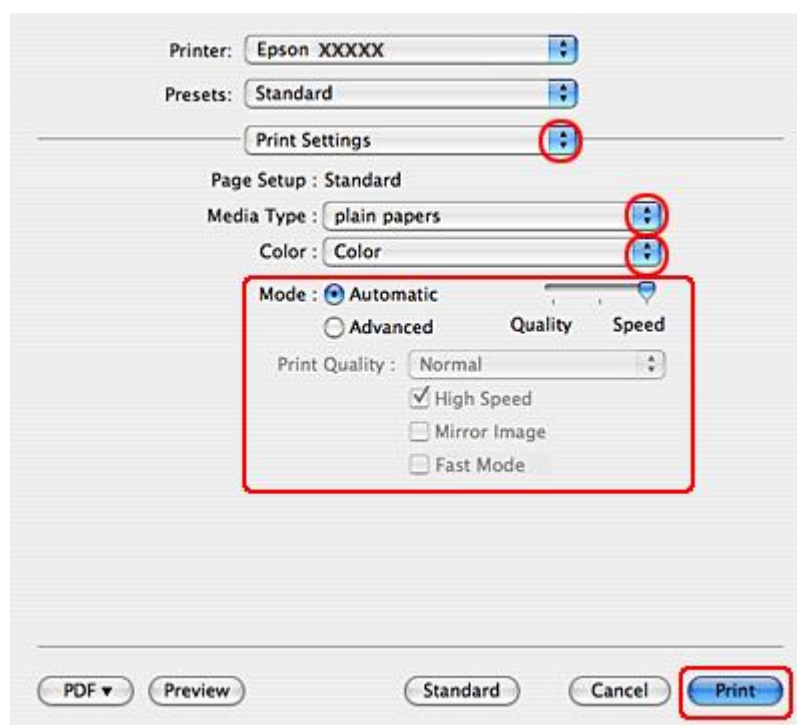 Printer: Epson XXXXX
Presets: Standard
Print Settings
Page Setup : Standard
Media Type : plain papers
Color : Color
Mode : Automatic
Advanced Quality Speed
Print Quality : Normal
High Speed
Mirror Image
Fast Mode
PDF Preview Standard Cancel Print